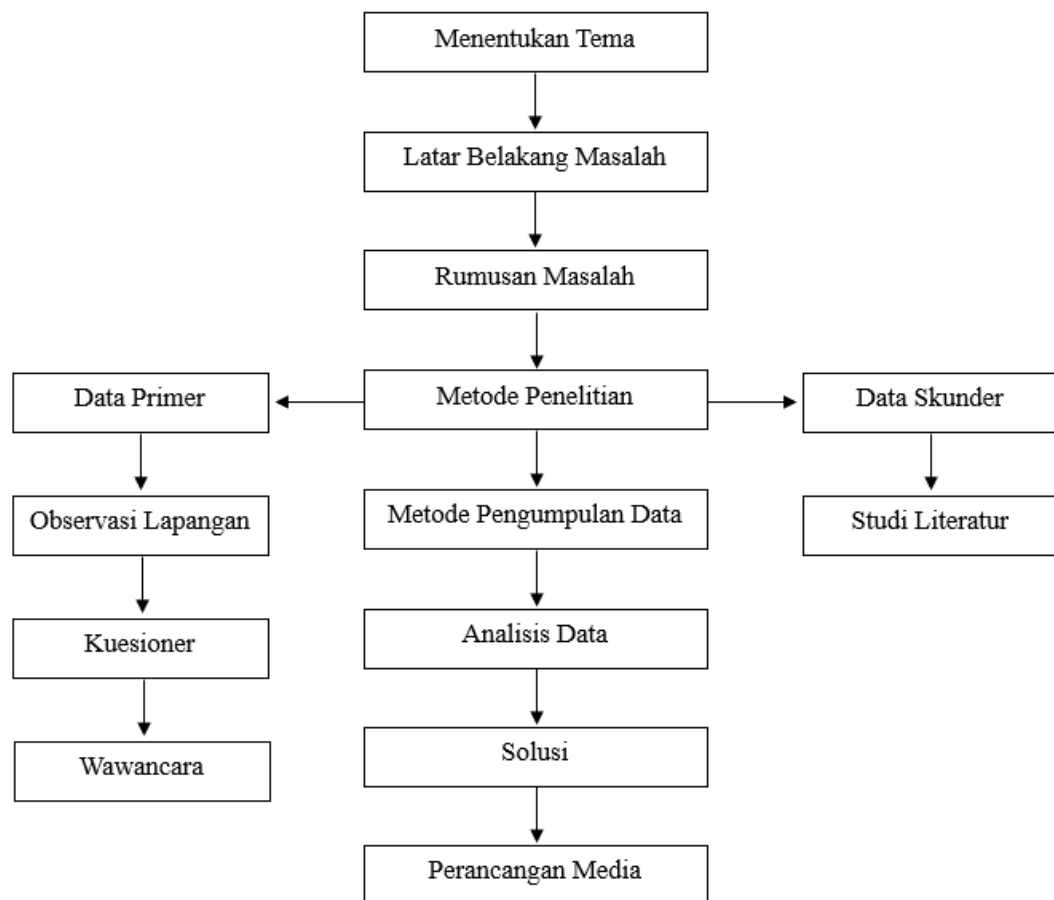 Menentukan Tema
Latar Belakang Masalah
Rumusan Masalah
Data Primer
Metode Penelitian
Data Skunder
Observasi Lapangan
Metode Pengumpulan Data
Studi Literatur
Kuesioner
Analisis Data
Wawancara
Solusi
Perancangan Media